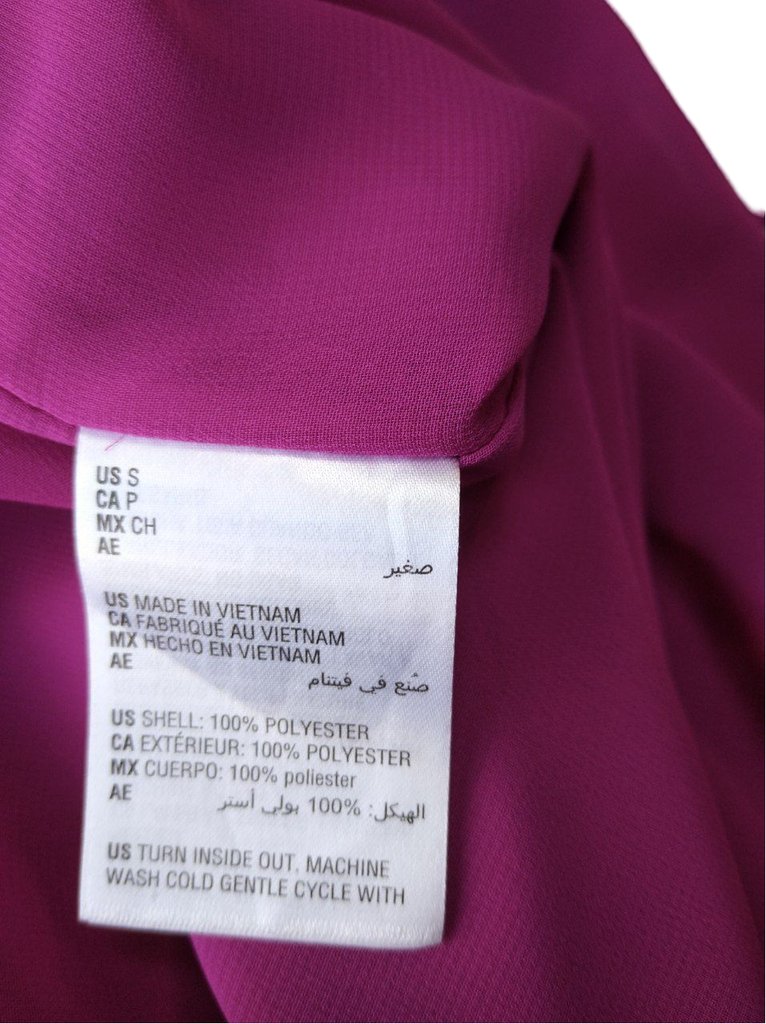 US S
CA P
MX CH
AE
صغير
US MADE IN VIETNAM
CA FABRIQUÉ AU VIETNAM
MX HECHO EN VIETNAM
AE
صُنع في فيتنام
US SHELL: 100% POLYESTER
CA EXTÉRIEUR: 100% POLYESTER
MX CUERPO: 100% poliester
AE الهيكل: 100% بولي أستر
US TURN INSIDE OUT, MACHINE
WASH COLD GENTLE CYCLE WITH